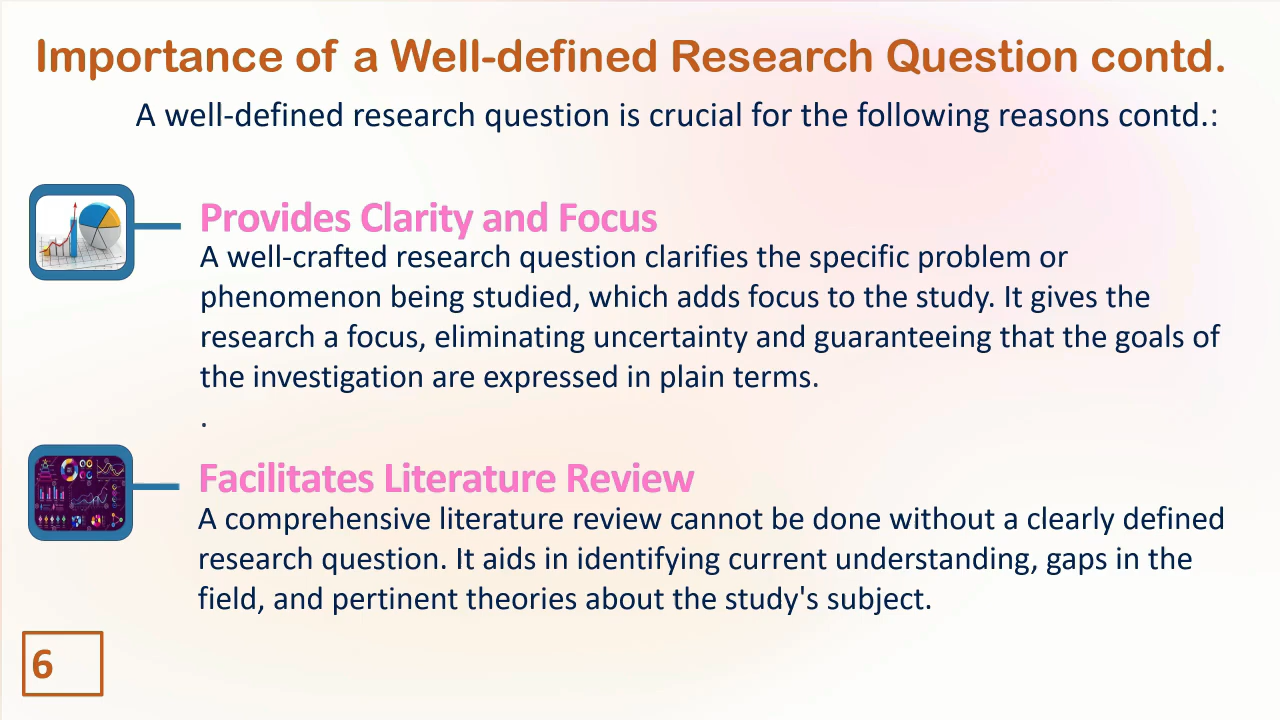 Importance of a Well-defined Research Question contd.
A well-defined research question is crucial for the following reasons contd.:
Provides Clarity and Focus
A well-crafted research question clarifies the specific problem or
phenomenon being studied, which adds focus to the study. It gives the
research a focus, eliminating uncertainty and guaranteeing that the goals of
the investigation are expressed in plain terms.
.
Facilitates Literature Review
A comprehensive literature review cannot be done without a clearly defined
research question. It aids in identifying current understanding, gaps in the
field, and pertinent theories about the study's subject.
6